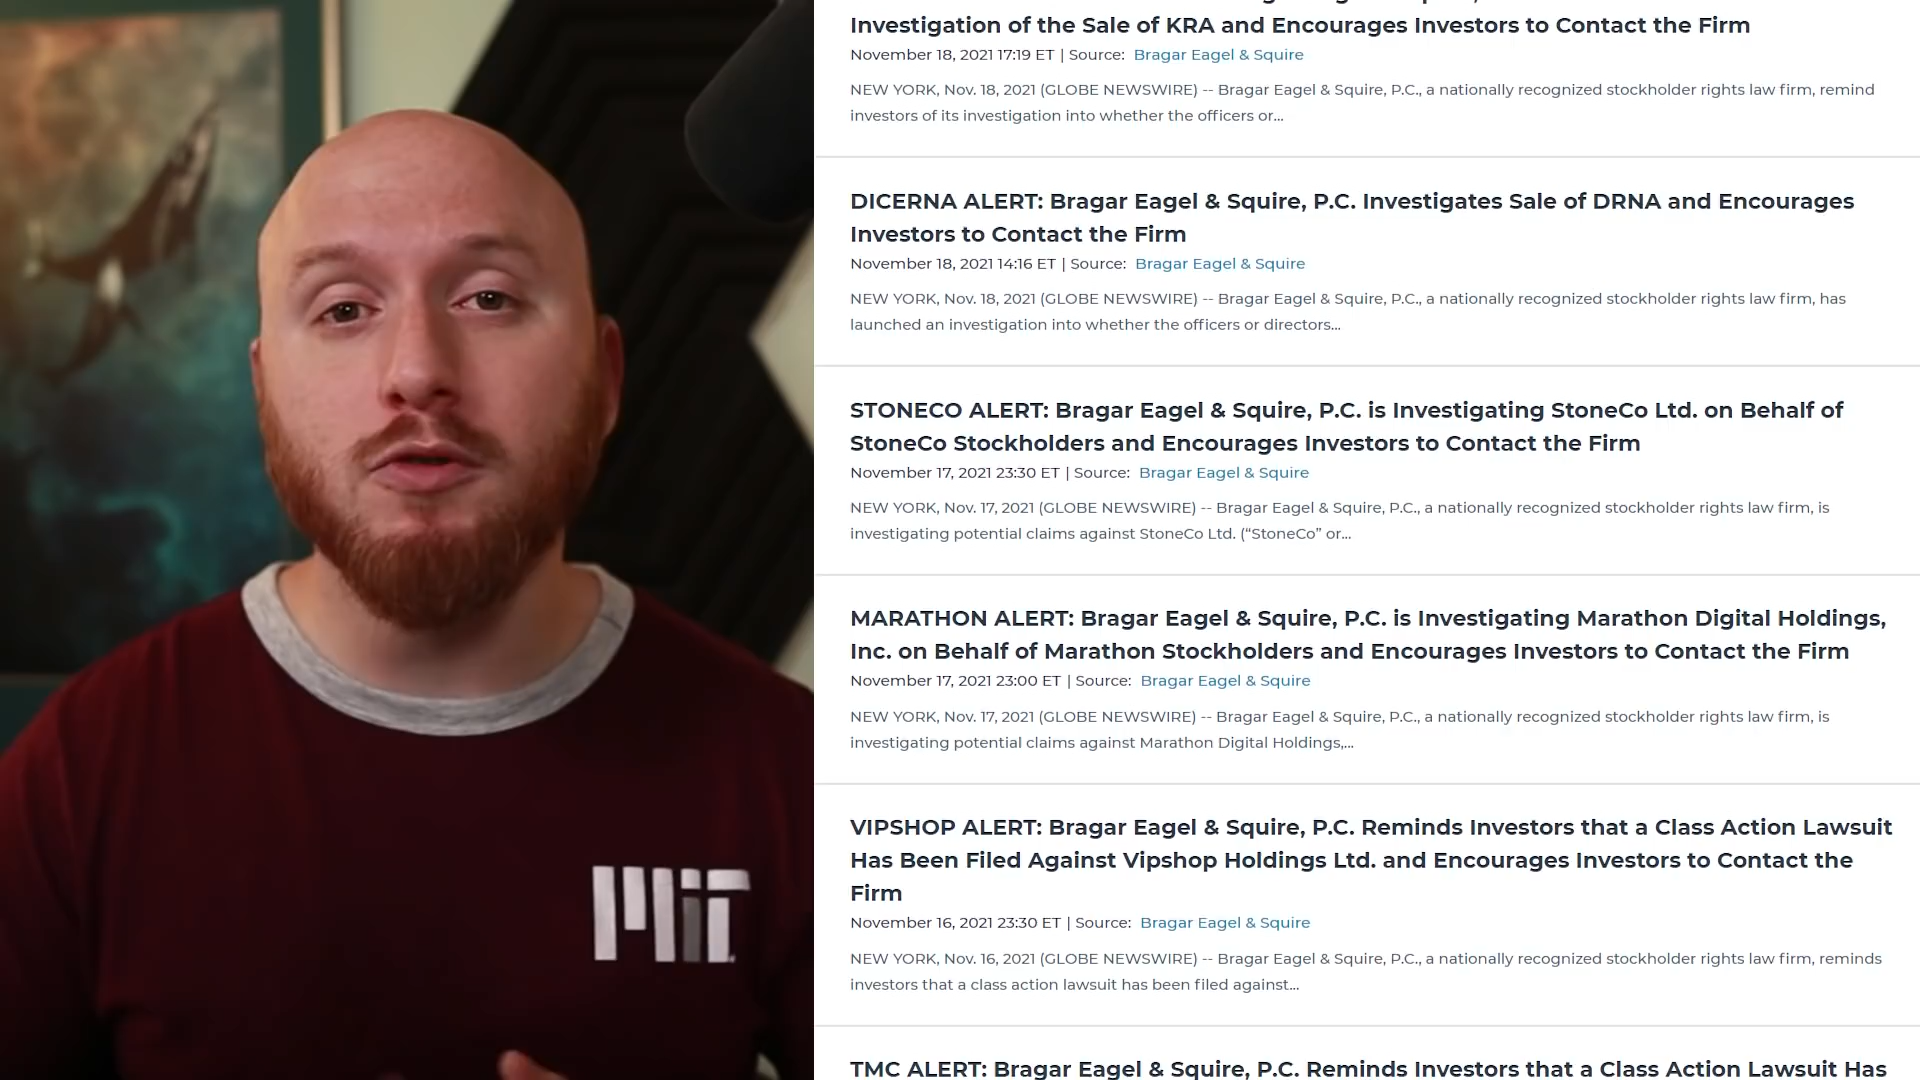 Investigation of the Sale of KRA and Encourages Investors to Contact the Firm
November 18, 2021 17:19 ET | Source: Bragar Eagel & Squire
NEW YORK, Nov. 18, 2021 (GLOBE NEWSWIRE) -- Bragar Eagel & Squire, P.C., a nationally recognized stockholder rights law firm, remind
investors of its investigation into whether the officers or...
DICERNA ALERT: Bragar Eagel & Squire, P.C. Investigates Sale of DRNA and Encourages
Investors to Contact the Firm
November 18, 2021 14:16 ET | Source: Bragar Eagel & Squire
NEW YORK, Nov. 18, 2021 (GLOBE NEWSWIRE) -- Bragar Eagel & Squire, P.C., a nationally recognized stockholder rights law firm, has
launched an investigation into whether the officers or directors...
STONECO ALERT: Bragar Eagel & Squire, P.C. is Investigating StoneCo Ltd. on Behalf of
StoneCo Stockholders and Encourages Investors to Contact the Firm
November 17, 2021 23:30 ET | Source: Bragar Eagel & Squire
NEW YORK, Nov. 17, 2021 (GLOBE NEWSWIRE) -- Bragar Eagel & Squire, P.C., a nationally recognized stockholder rights law firm, is
investigating potential claims against StoneCo Ltd. (“StoneCo” or...
MARATHON ALERT: Bragar Eagel & Squire, P.C. is Investigating Marathon Digital Holdings,
Inc. on Behalf of Marathon Stockholders and Encourages Investors to Contact the Firm
November 17, 2021 23:00 ET | Source: Bragar Eagel & Squire
NEW YORK, Nov. 17, 2021 (GLOBE NEWSWIRE) -- Bragar Eagel & Squire, P.C., a nationally recognized stockholder rights law firm, is
investigating potential claims against Marathon Digital Holdings,...
VIPSHOP ALERT: Bragar Eagel & Squire, P.C. Reminds Investors that a Class Action Lawsuit
Has Been Filed Against Vipshop Holdings Ltd. and Encourages Investors to Contact the
Firm
November 16, 2021 23:30 ET | Source: Bragar Eagel & Squire
NEW YORK, Nov. 16, 2021 (GLOBE NEWSWIRE) -- Bragar Eagel & Squire, P.C., a nationally recognized stockholder rights law firm, reminds
investors that a class action lawsuit has been filed against...
TMC ALERT: Bragar Eagel & Squire, P.C. Reminds Investors that a Class Action Lawsuit Has
MIT